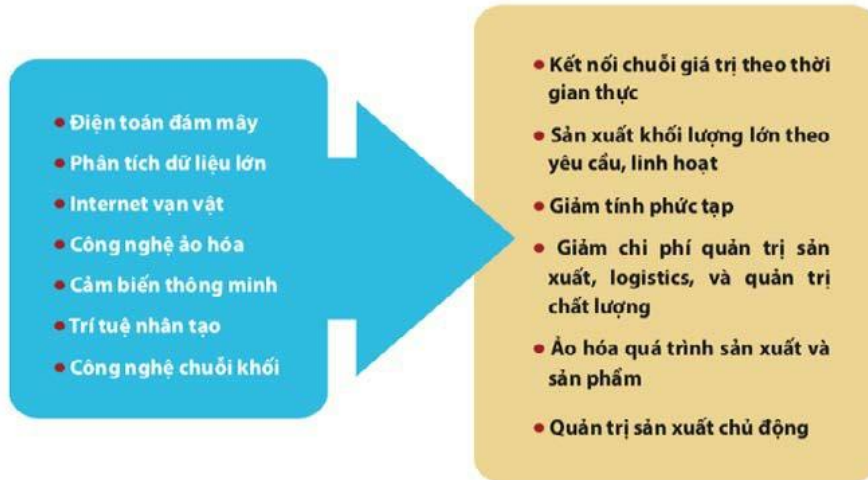 • Điện toán đám mây
• Phân tích dữ liệu lớn
• Internet vạn vật
• Công nghệ ảo hóa
• Cảm biến thông minh
• Trí tuệ nhân tạo
• Công nghệ chuỗi khối
• Kết nối chuỗi giá trị theo thời
gian thực
• Sản xuất khối lượng lớn theo
yêu cầu, linh hoạt
• Giảm tính phức tạp
• Giảm chi phí quản trị sản
xuất, logistics, và quản trị
chất lượng
• Ảo hóa quá trình sản xuất và
sản phẩm
• Quản trị sản xuất chủ động